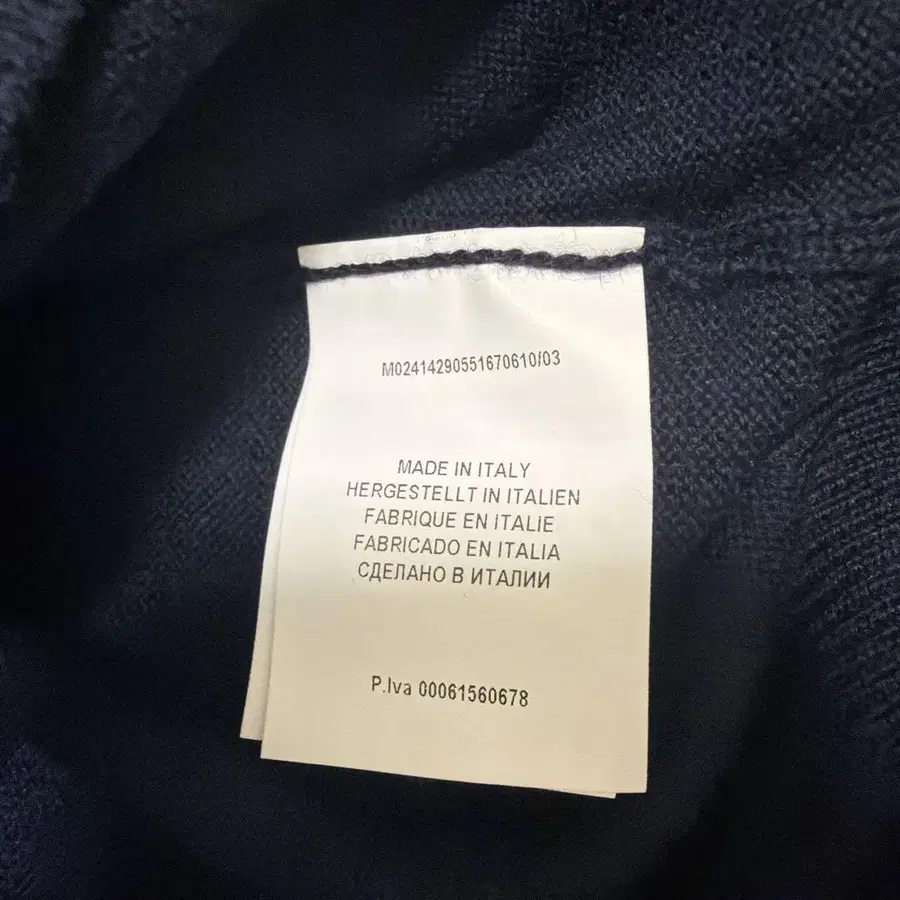 M02414290551670610/03
MADE IN ITALY
HERGESTELLT IN ITALIEN
FABRIQUE EN ITALIE
FABRICADO EN ITALIA
СДЕЛАНО В ИТАЛИИ
P.Iva 00061560678